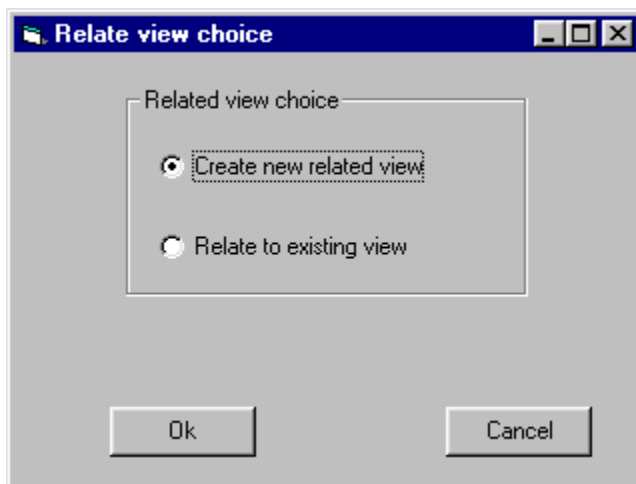 Relate view choice
Related view choice
Create new related view
Relate to existing view
Ok
Cancel